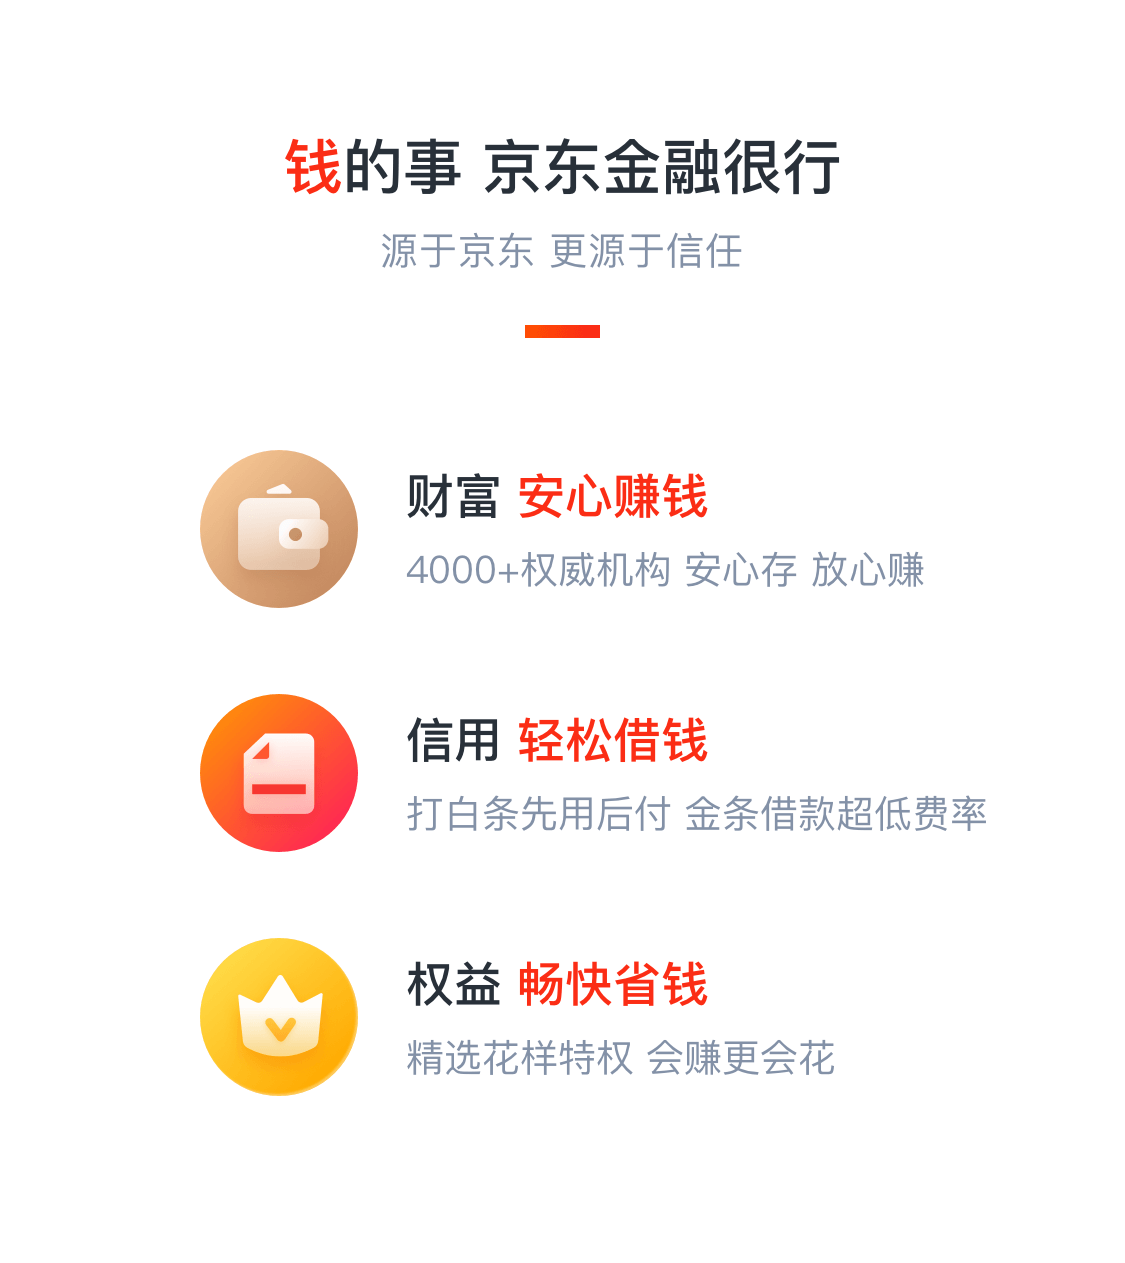 钱的事 京东金融很行
源于京东 更源于信任
财富 安心赚钱
4000+权威机构 安心存 放心赚
信用 轻松借钱
打白条先用后付 金条借款超低费率
权益 畅快省钱
精选花样特权 会赚更会花